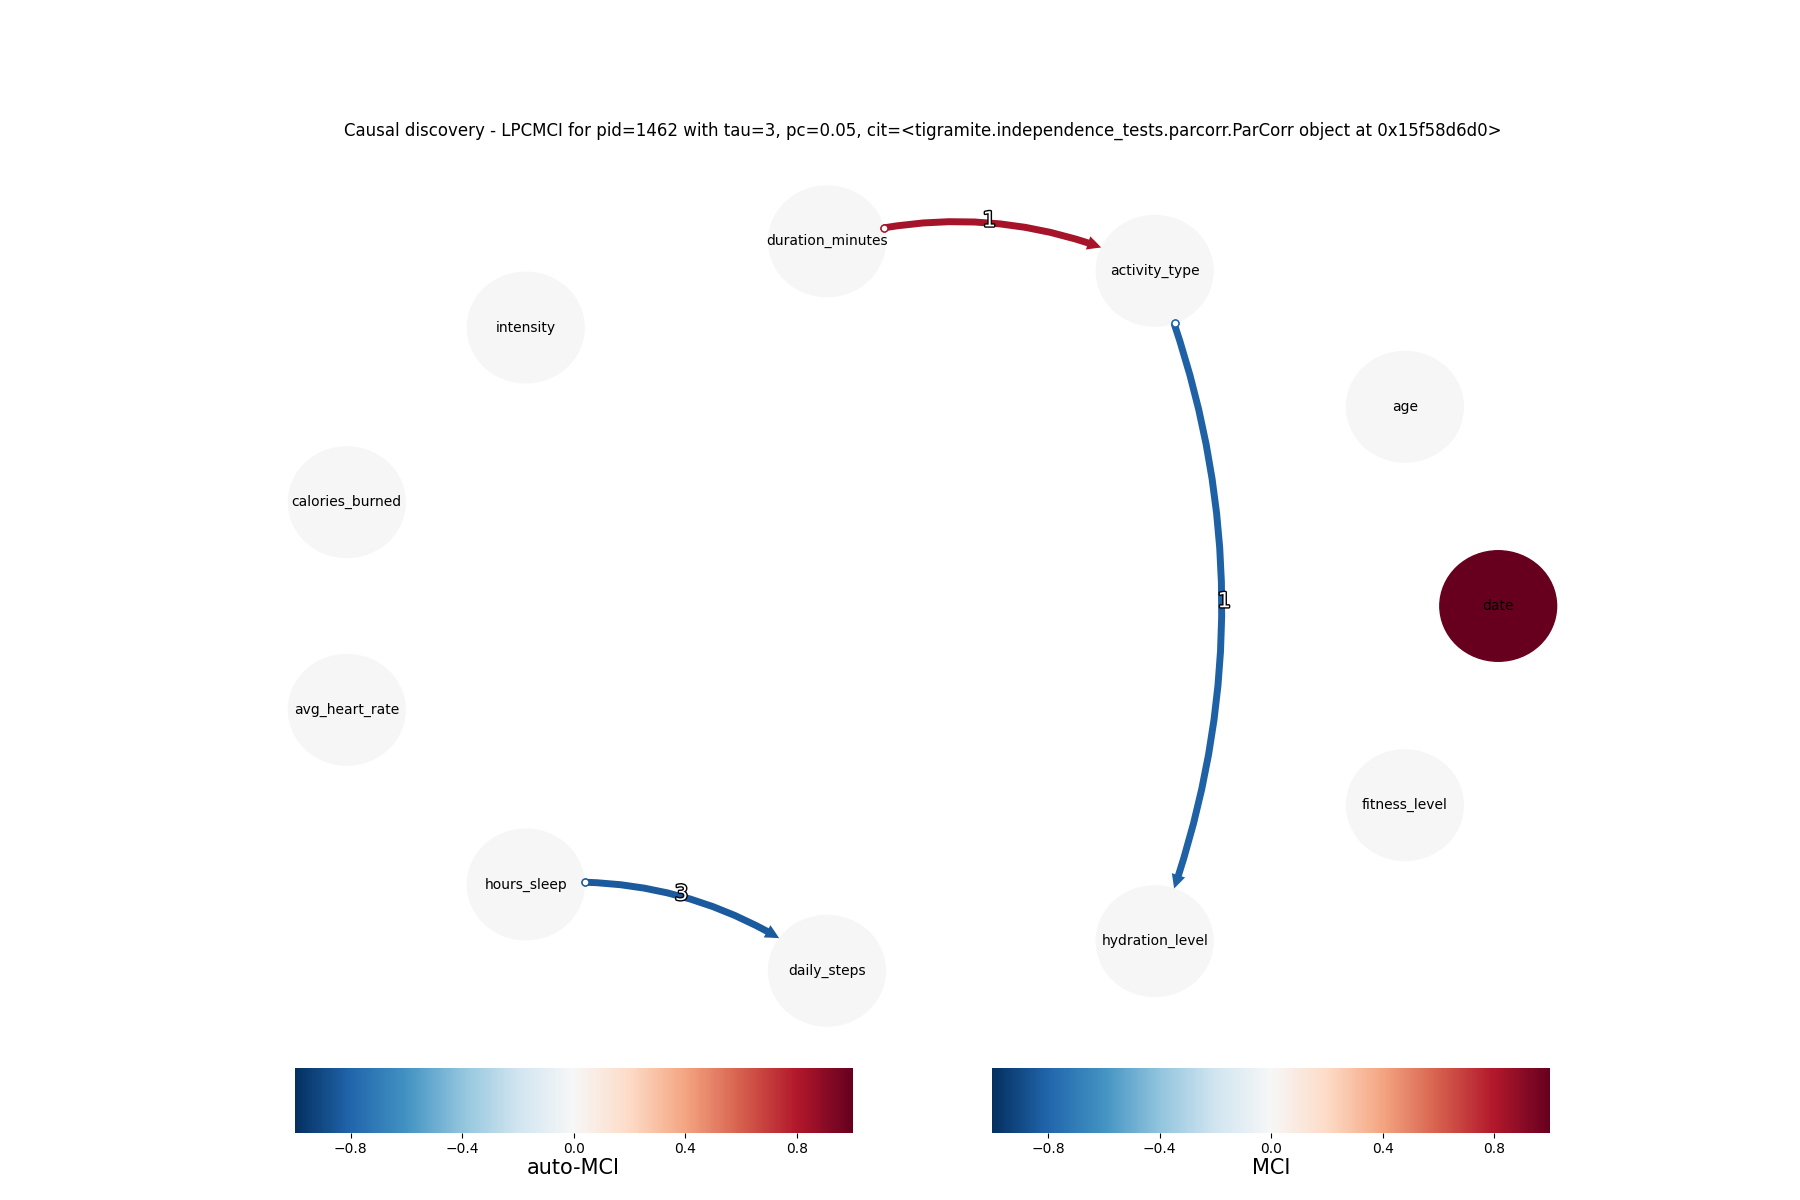 Causal discovery - LPCMCI for pid=1462 with tau=3, pc=0.05, cit=<tigramite.independence_tests.parcorr.ParCorr object at 0x15f58d6d0>
duration_minutes
1
activity_type
intensity
age
calories_burned
date
1
avg_heart_rate
fitness_level
hours_sleep
3
daily_steps
hydration_level
−0.8 −0.4 0.0 0.4 0.8
auto-MCI
−0.8 −0.4 0.0 0.4 0.8
MCI